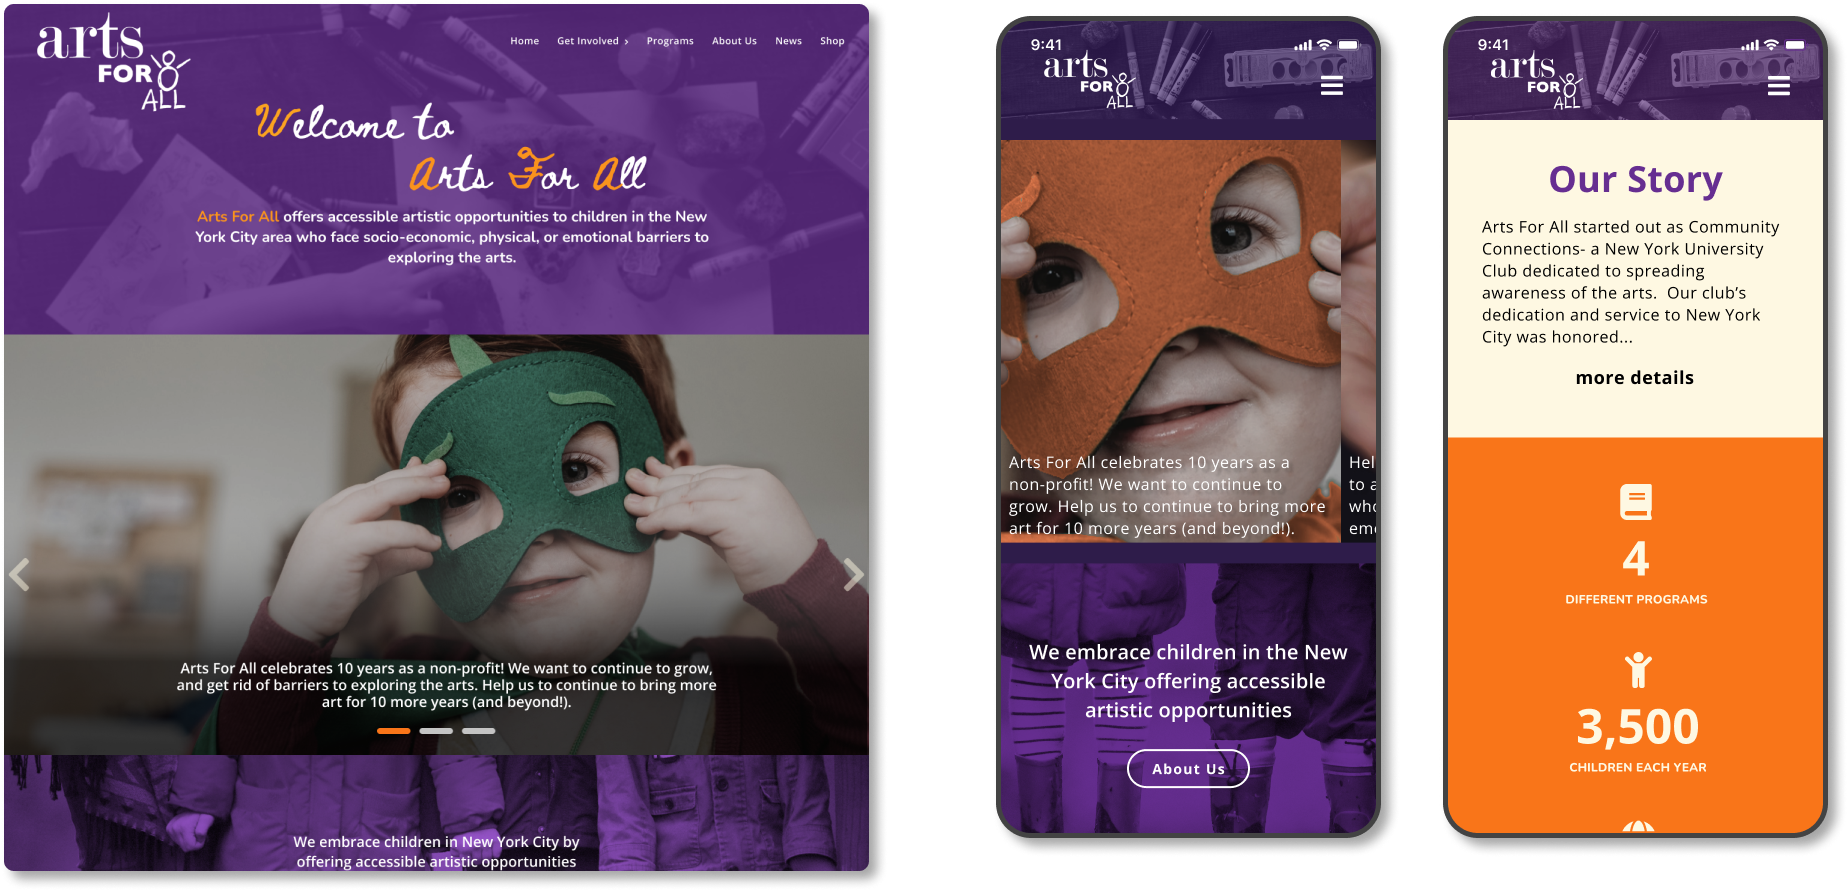 arts
FOR
ALL
Home Get Involved › Programs About Us News Shop
Welcome to
Arts For All
Arts For All offers accessible artistic opportunities to children in the New
York City area who face socio-economic, physical, or emotional barriers to
exploring the arts.
Arts For All celebrates 10 years as a non-profit! We want to continue to grow,
and get rid of barriers to exploring the arts. Help us to continue to bring more
art for 10 more years (and beyond!).
We embrace children in New York City by
offering accessible artistic opportunities
9:41
arts
FOR
ALL
Arts For All celebrates 10 years as a
non-profit! We want to continue to
grow. Help us to continue to bring more
art for 10 more years (and beyond!).
Hel
to a
who
emo
We embrace children in the New
York City offering accessible
artistic opportunities
About Us
9:41
arts
FOR
ALL
Our Story
Arts For All started out as Community
Connections- a New York University
Club dedicated to spreading
awareness of the arts.  Our club's
dedication and service to New York
City was honored...
more details
4
DIFFERENT PROGRAMS
3,500
CHILDREN EACH YEAR